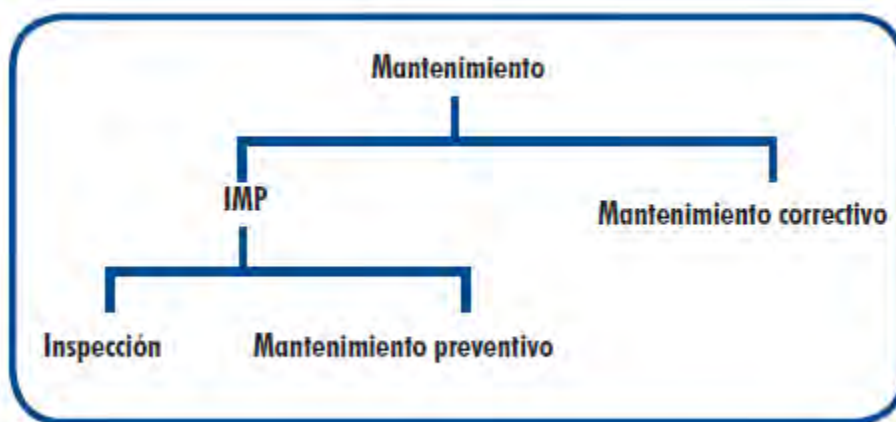 Mantenimiento
IMP
Mantenimiento correctivo
Inspección
Mantenimiento preventivo